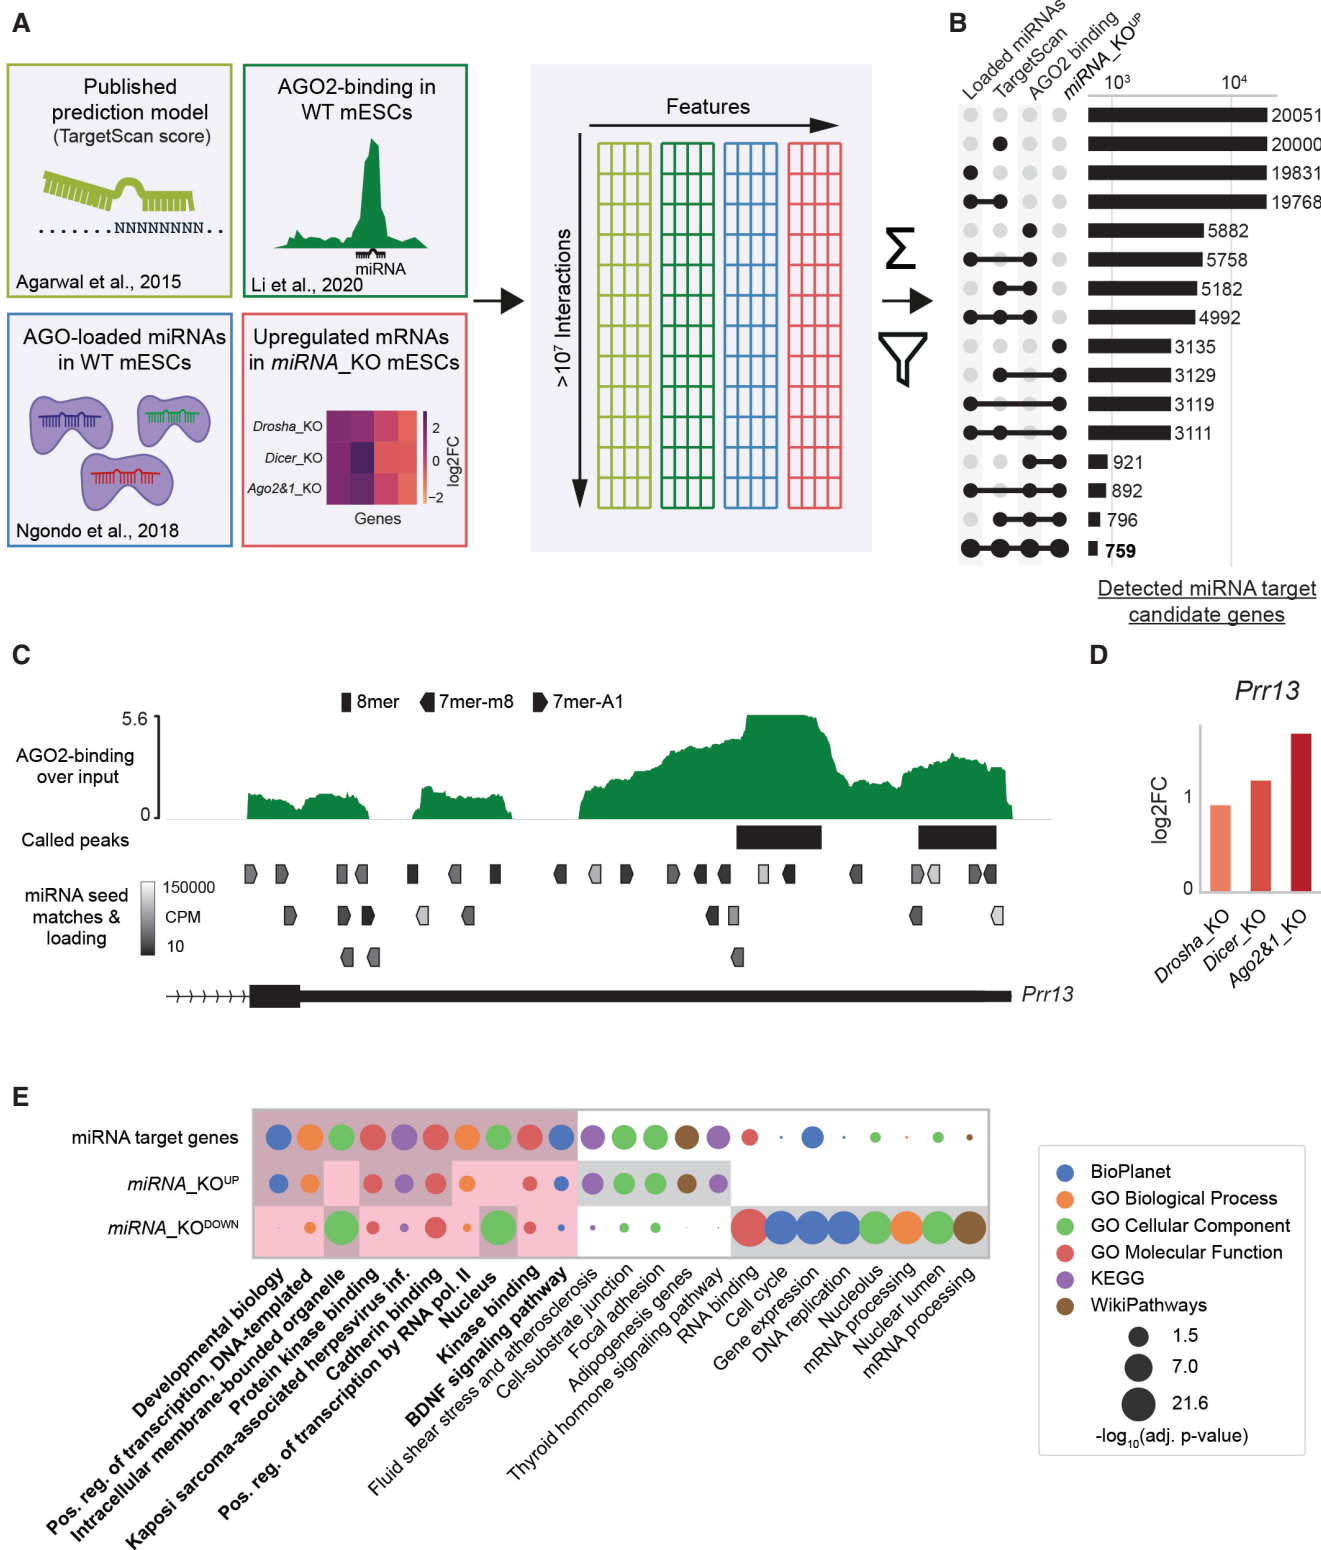 A
Published
prediction model
(TargetScan score)
.......NNNNNNNN..
Agarwal et al., 2015
AGO2-binding in
WT mESCs
miRNA
Li et al., 2020
AGO-loaded miRNAs
in WT mESCs
Ngondo et al., 2018
Upregulated mRNAs
in miRNA_KO mESCs
Drosha_KO
Dicer_KO
Ago2&1_KO
2
0
−2
log2FC
Genes
Features
>10⁷ Interactions
Σ
B
Loaded miRNAs
TargetScan
AGO2 binding
miRNA_KOᵁᴾ
10³
10⁴
20051
20000
19831
19768
5882
5758
5182
4992
3135
3129
3119
3111
921
892
796
759
Detected miRNA target
candidate genes
C
8mer
7mer-m8
7mer-A1
5.6
AGO2-binding
over input
0
Called peaks
miRNA seed
matches &
loading
150000
CPM
10
Prr13
D
Prr13
log2FC
1
0
Drosha_KO
Dicer_KO
Ago2&1_KO
E
miRNA target genes
miRNA_KOᵁᴾ
miRNA_KOᴰᴼᵂᴺ
Developmental biology
Pos. reg. of transcription, DNA-templated
Intracellular membrane-bounded organelle
Protein kinase binding
Kaposi sarcoma-associated herpesvirus inf.
Cadherin binding
Pos. reg. of transcription by RNA pol. II
Nucleus
Kinase binding
BDNF signaling pathway
Fluid shear stress and atherosclerosis
Cell-substrate junction
Focal adhesion
Adipogenesis genes
Thyroid hormone signaling pathway
RNA binding
Cell cycle
Gene expression
DNA replication
Nucleolus
mRNA processing
Nuclear lumen
mRNA processing
BioPlanet
GO Biological Process
GO Cellular Component
GO Molecular Function
KEGG
WikiPathways
1.5
7.0
21.6
-log₁₀(adj. p-value)